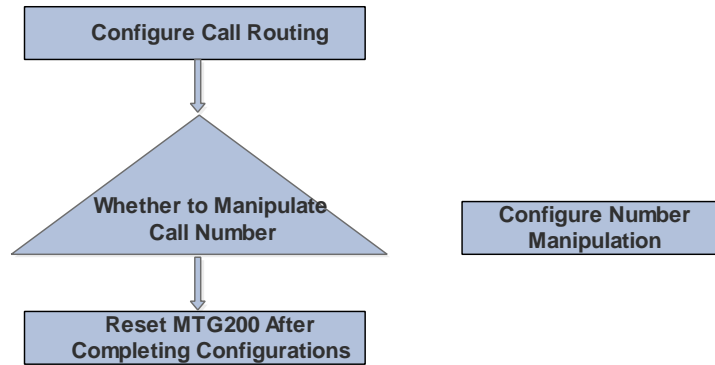 Configure Call Routing
Whether to Manipulate
Call Number
Configure Number
Manipulation
Reset MTG200 After
Completing Configurations